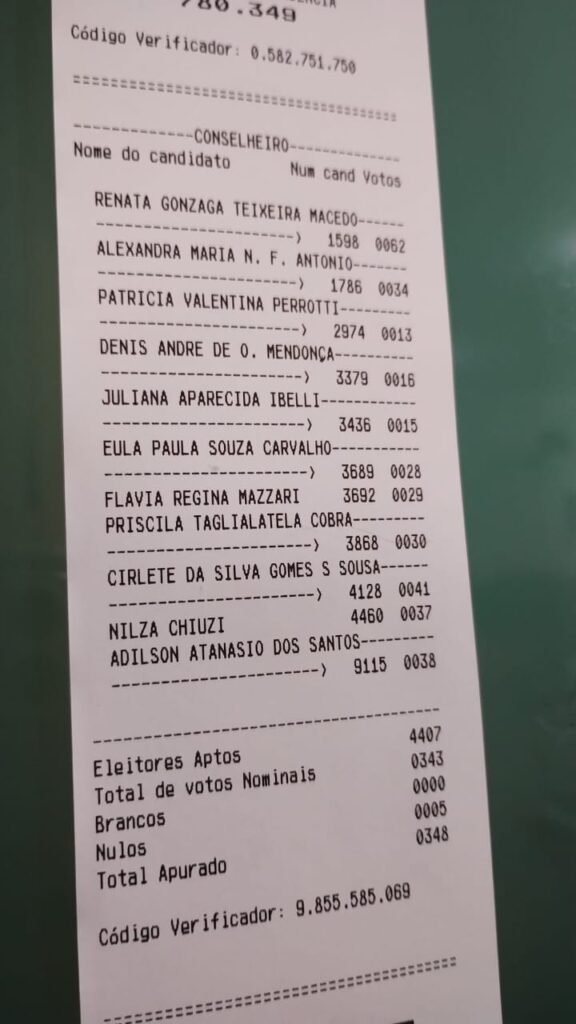 780.349
Código Verificador: 0.582.751.750
===================================
-------------CONSELHEIRO------------
Nome do candidato Num cand Votos
RENATA GONZAGA TEIXEIRA MACEDO------
----------------------> 1598 0062
ALEXANDRA MARIA N. F. ANTONIO-------
----------------------> 1786 0034
PATRICIA VALENTINA PERROTTI---------
----------------------> 2974 0013
DENIS ANDRE DE O. MENDONÇA----------
----------------------> 3379 0016
JULIANA APARECIDA IBELLI------------
----------------------> 3436 0015
EULA PAULA SOUZA CARVALHO-----------
----------------------> 3689 0028
FLAVIA REGINA MAZZARI 3692 0029
PRISCILA TAGLIALATELA COBRA---------
----------------------> 3868 0030
CIRLETE DA SILVA GOMES S SOUSA------
----------------------> 4128 0041
NILZA CHIUZI 4460 0037
ADILSON ATANASIO DOS SANTOS---------
----------------------> 9115 0038
------------------------------------
Eleitores Aptos 4407
Total de votos Nominais 0343
Brancos 0000
Nulos 0005
Total Apurado 0348
Código Verificador: 9.855.585.069
===================================